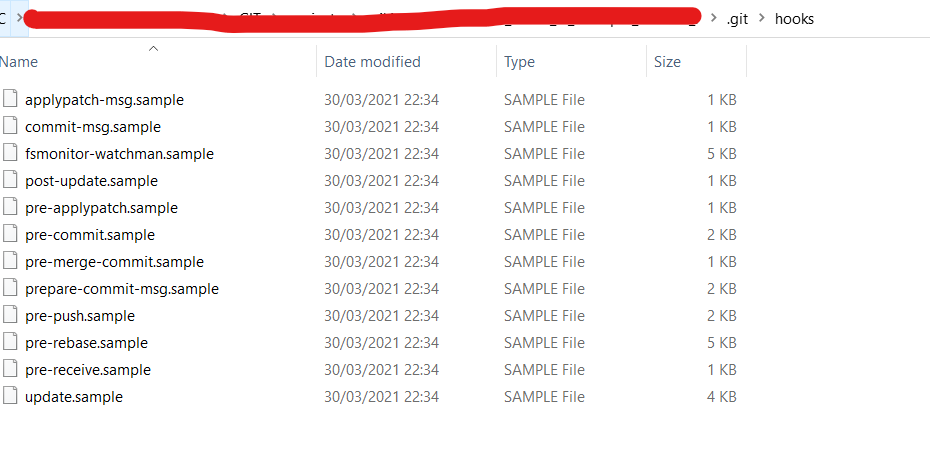 .git > hooks
Name Date modified Type Size
applypatch-msg.sample 30/03/2021 22:34 SAMPLE File 1 KB
commit-msg.sample 30/03/2021 22:34 SAMPLE File 1 KB
fsmonitor-watchman.sample 30/03/2021 22:34 SAMPLE File 5 KB
post-update.sample 30/03/2021 22:34 SAMPLE File 1 KB
pre-applypatch.sample 30/03/2021 22:34 SAMPLE File 1 KB
pre-commit.sample 30/03/2021 22:34 SAMPLE File 2 KB
pre-merge-commit.sample 30/03/2021 22:34 SAMPLE File 1 KB
prepare-commit-msg.sample 30/03/2021 22:34 SAMPLE File 2 KB
pre-push.sample 30/03/2021 22:34 SAMPLE File 2 KB
pre-rebase.sample 30/03/2021 22:34 SAMPLE File 5 KB
pre-receive.sample 30/03/2021 22:34 SAMPLE File 1 KB
update.sample 30/03/2021 22:34 SAMPLE File 4 KB